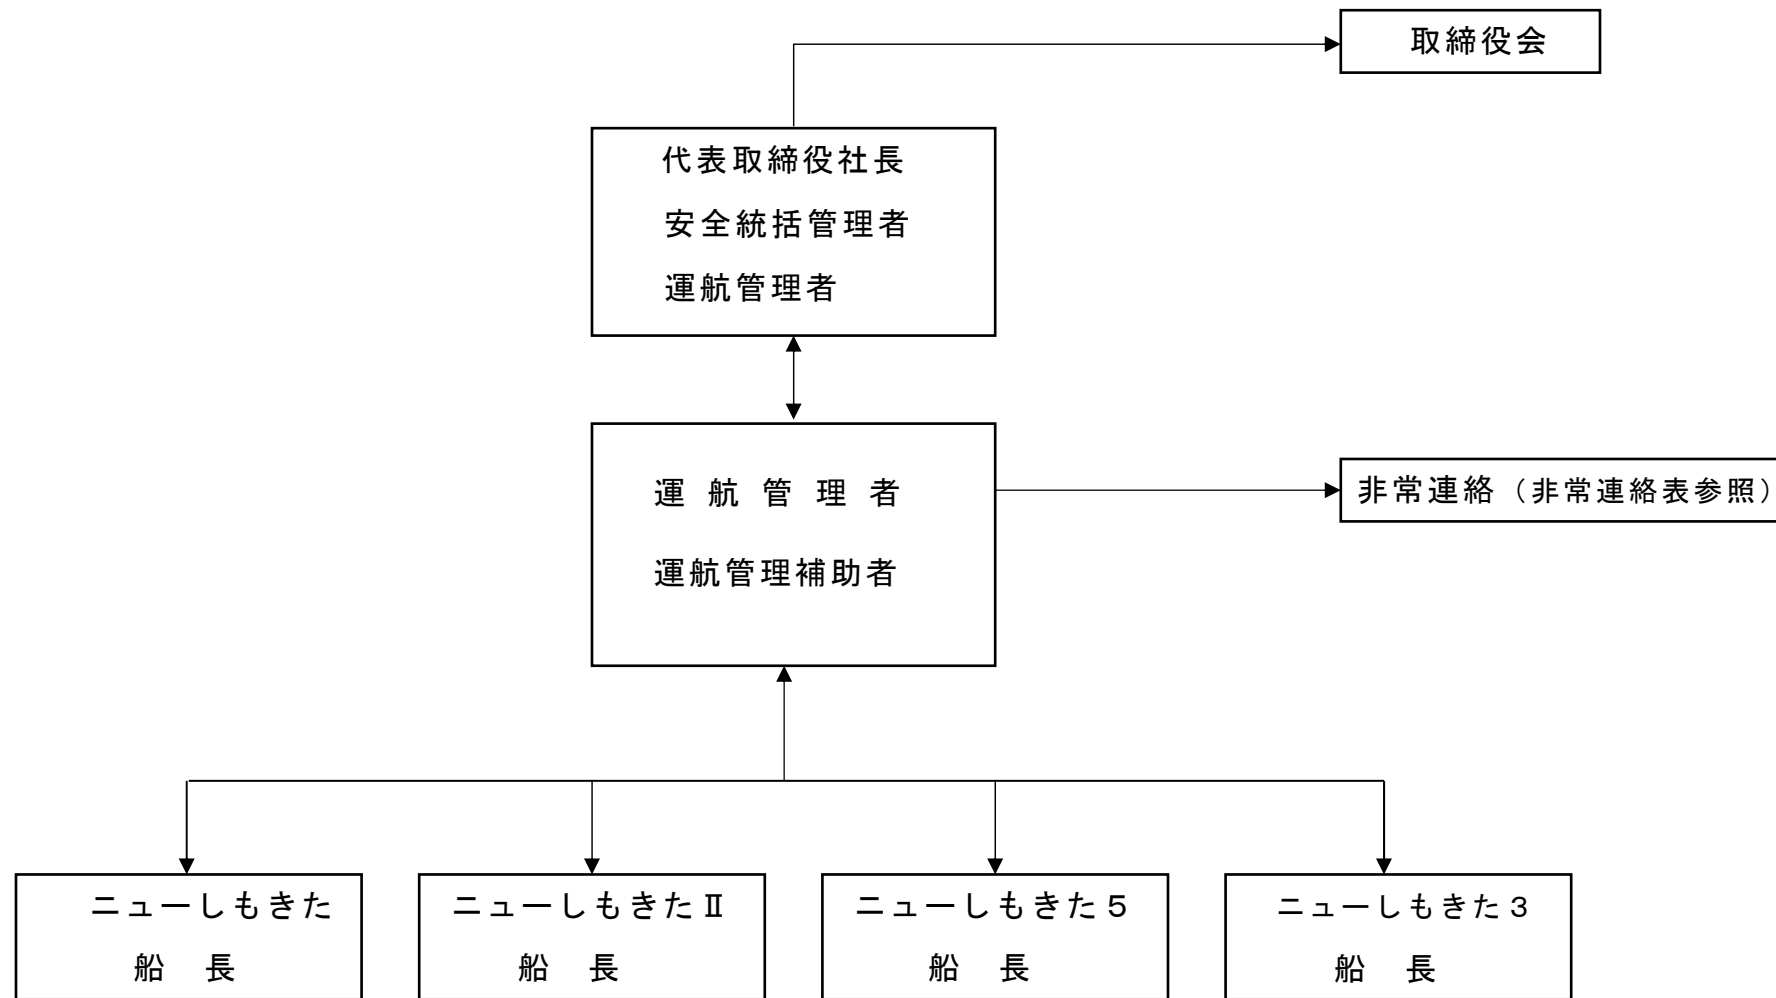 取締役会
代表取締役社長
安全統括管理者
運航管理者
運 航 管 理 者
運航管理補助者
非常連絡（非常連絡表参照）
ニューしもきた
船 長
ニューしもきたⅡ
船 長
ニューしもきた５
船 長
ニューしもきた３
船 長